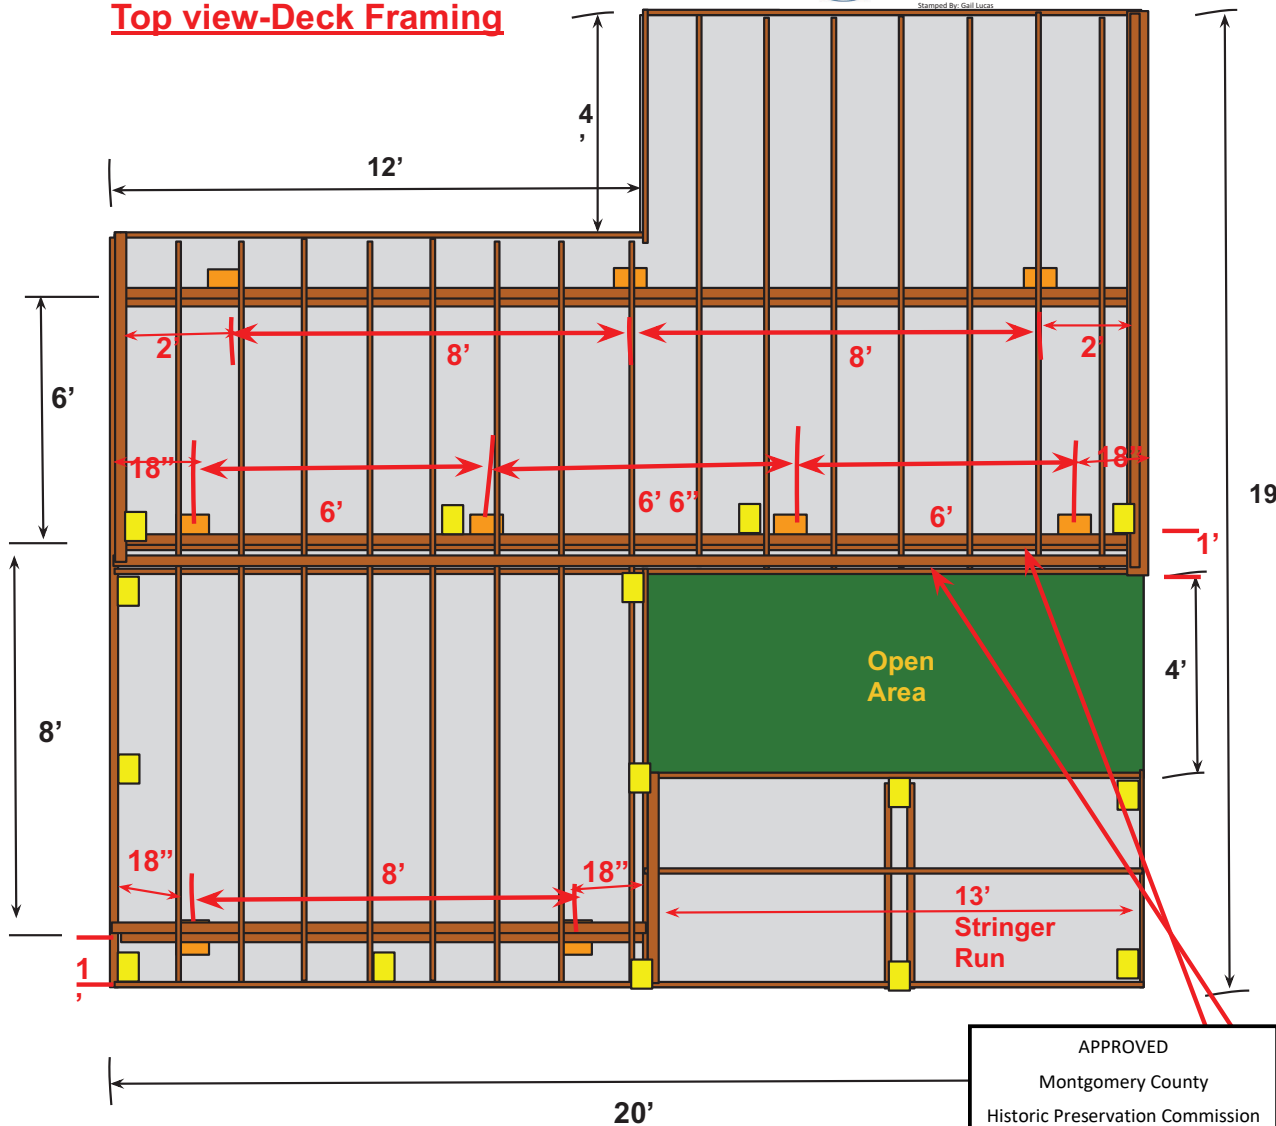 Top view-Deck Framing
Stamped By: Gail Lucas
4
’
12’
2’
8’
8’
2’
6’
18”
6’
6’ 6”
6’
18”
19
1’
Open
Area
4’
8’
18”
8’
18”
13’
Stringer
Run
1
’
20’
APPROVED
Montgomery County
Historic Preservation Commission